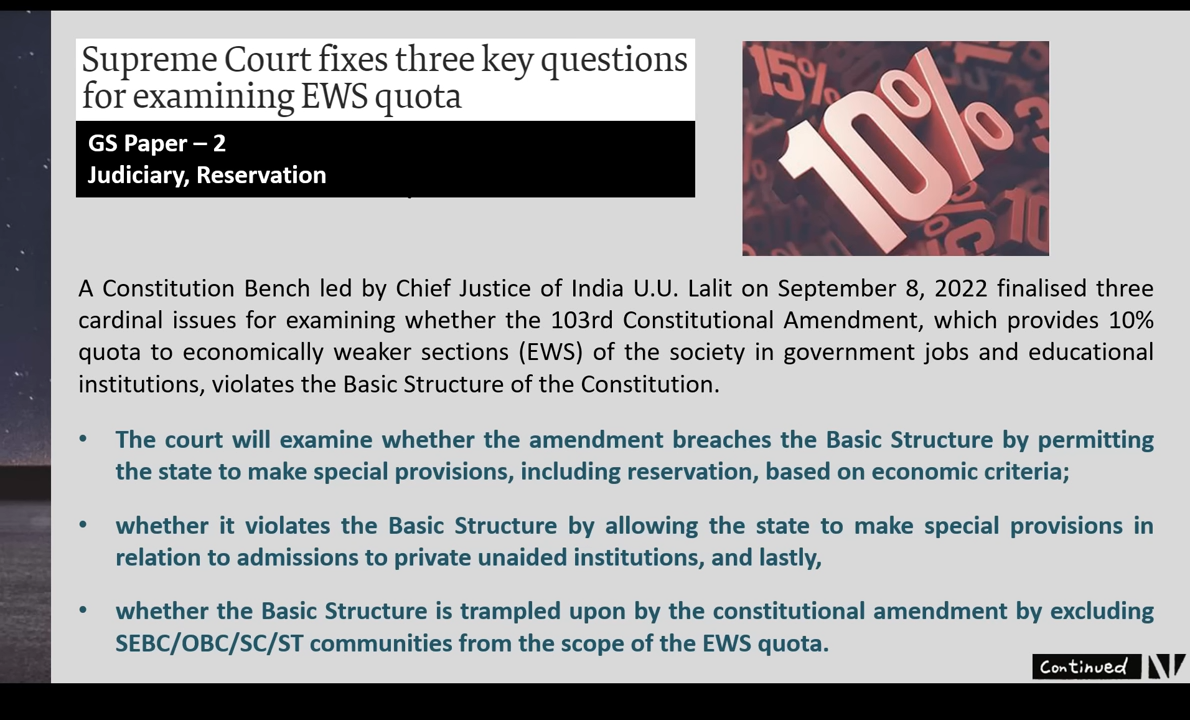 Supreme Court fixes three key questions
for examining EWS quota
GS Paper – 2
Judiciary, Reservation
15%
10%
3
10
A Constitution Bench led by Chief Justice of India U.U. Lalit on September 8, 2022 finalised three
cardinal issues for examining whether the 103rd Constitutional Amendment, which provides 10%
quota to economically weaker sections (EWS) of the society in government jobs and educational
institutions, violates the Basic Structure of the Constitution.
• The court will examine whether the amendment breaches the Basic Structure by permitting
the state to make special provisions, including reservation, based on economic criteria;
• whether it violates the Basic Structure by allowing the state to make special provisions in
relation to admissions to private unaided institutions, and lastly,
• whether the Basic Structure is trampled upon by the constitutional amendment by excluding
SEBC/OBC/SC/ST communities from the scope of the EWS quota.
Continued